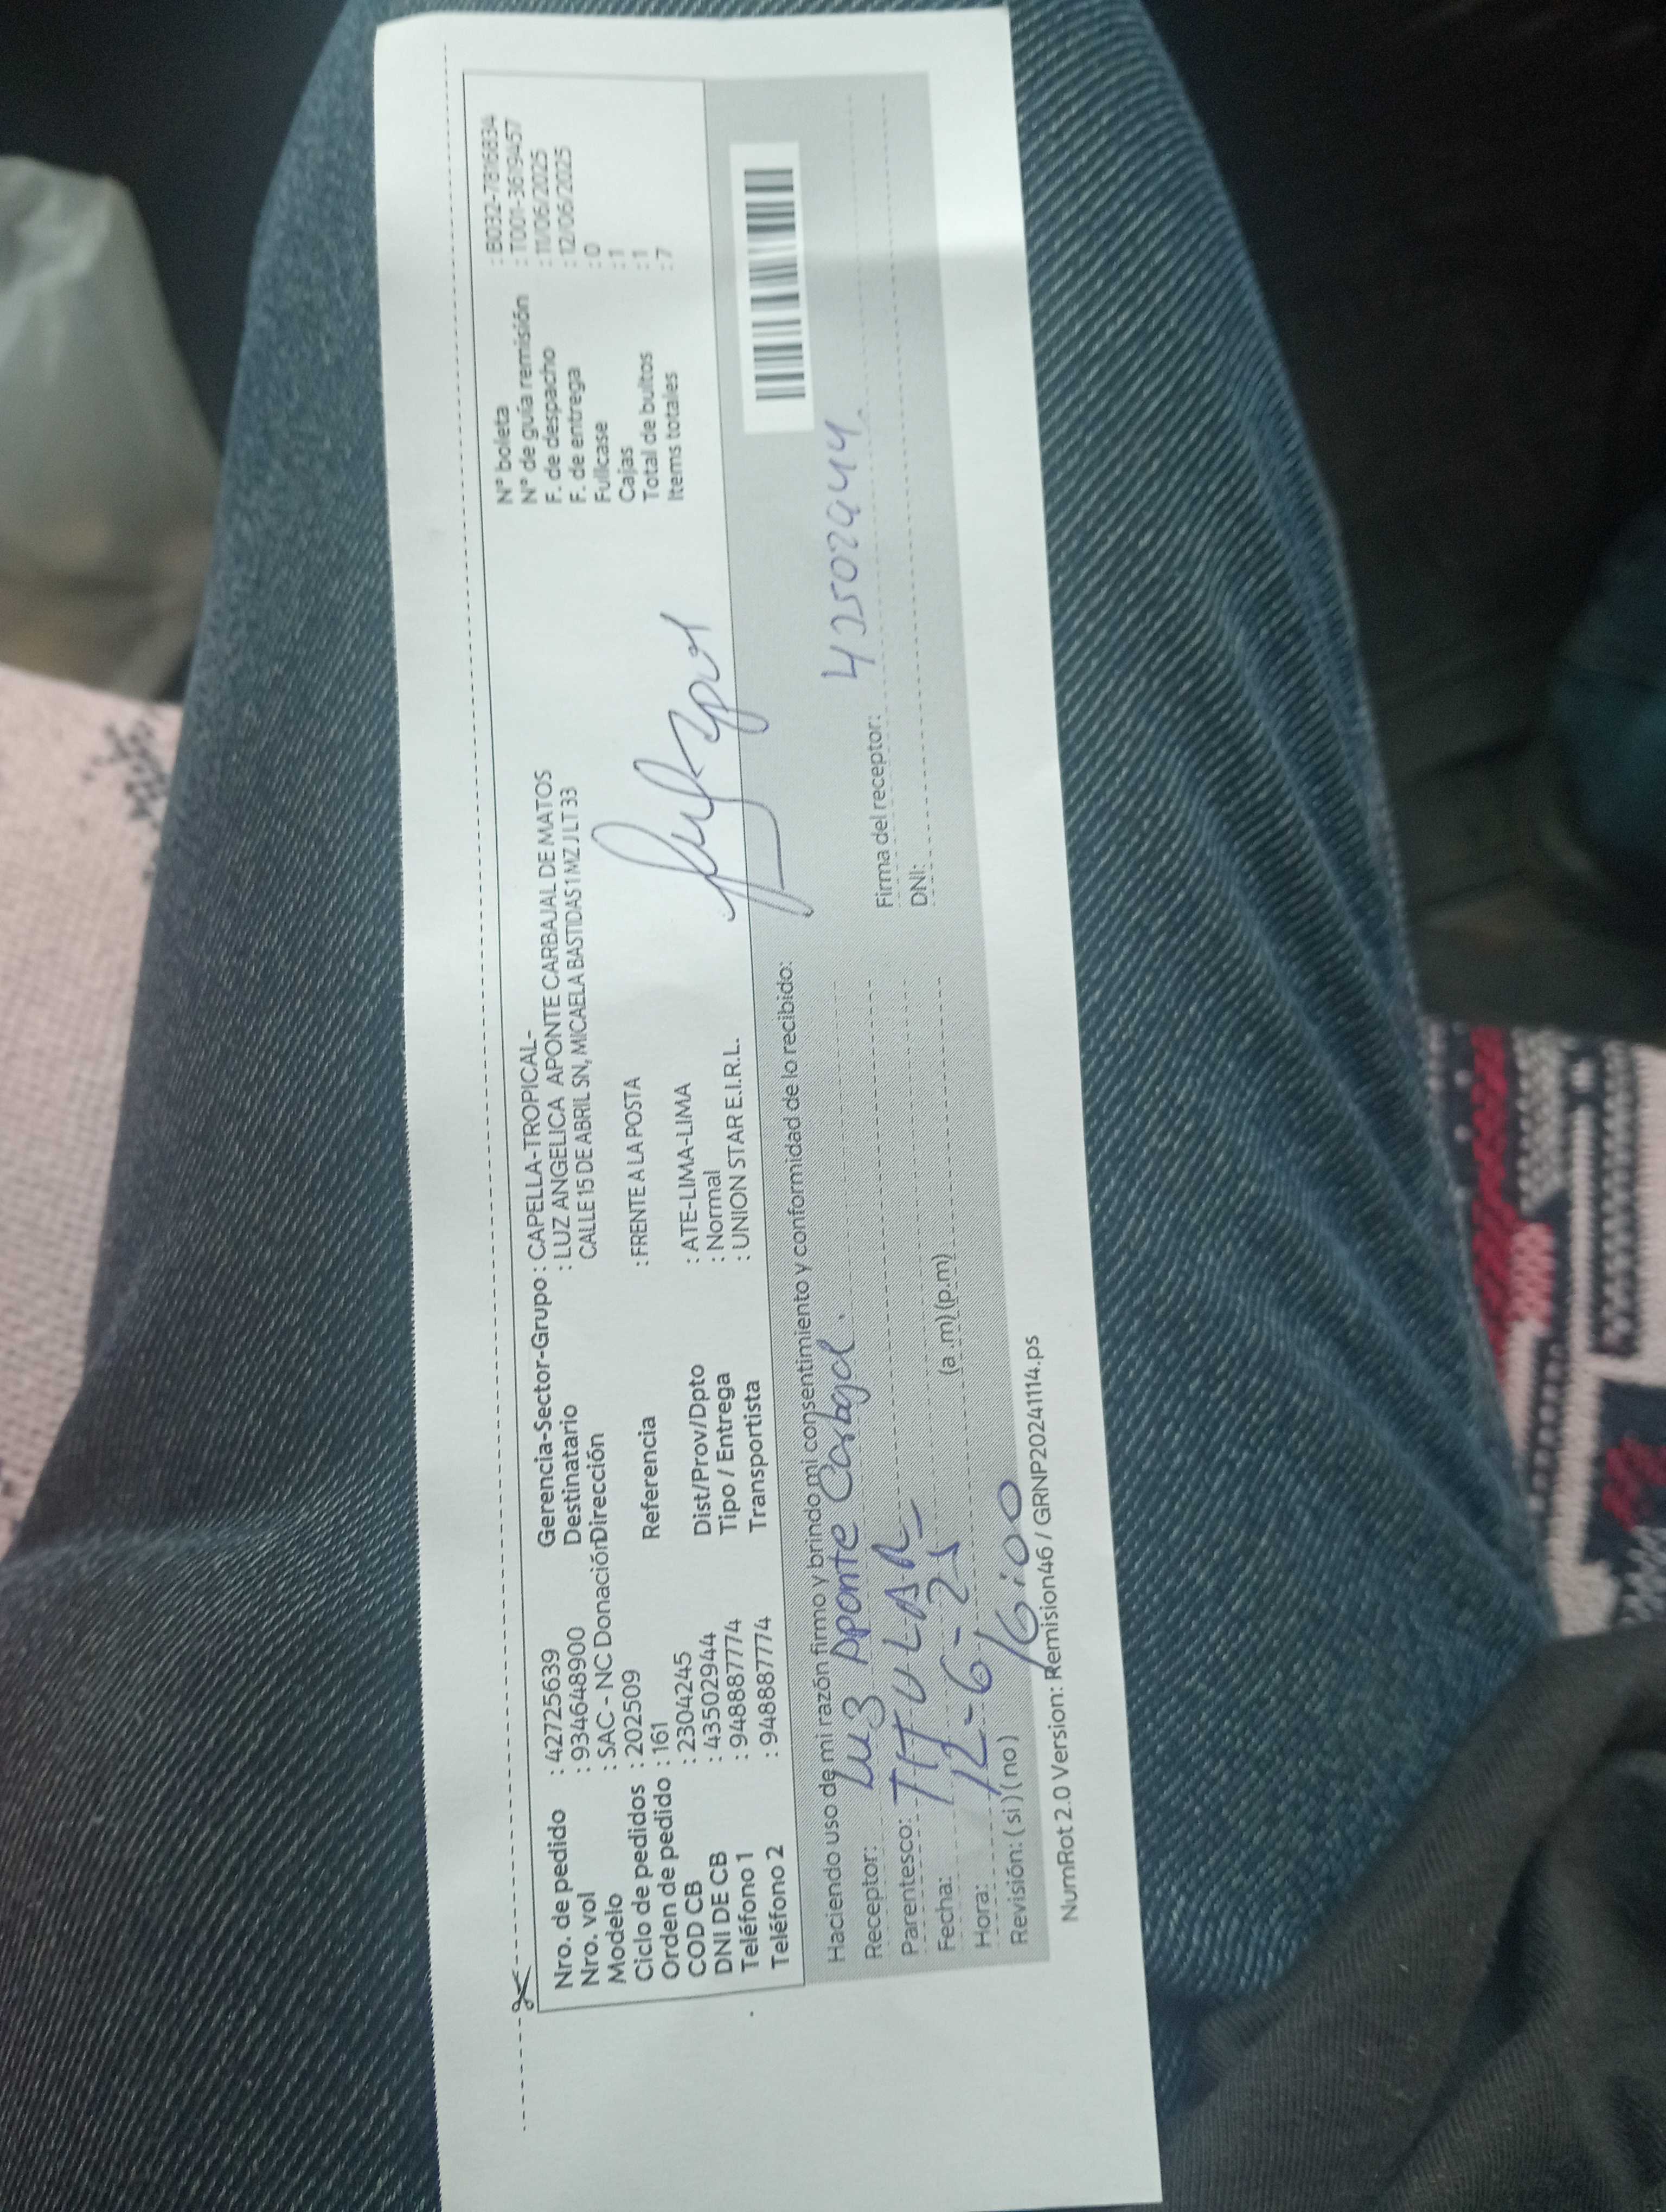 Nro. de pedido : 42725639
Nro. vol : 934648900
Modelo : SAC - NC Donación
Ciclo de pedidos : 202509
Orden de pedido : 161
COD CB : 2304245
DNI DE CB : 43502944
Teléfono 1 : 948887774
Teléfono 2 : 948887774
Gerencia-Sector-Grupo : CAPELLA-TROPICAL-
Destinatario : LUZ ANGELICA APONTE CARBAJAL DE MATOS
Dirección CALLE 15 DE ABRIL SN, MICAELA BASTIDAS 1 MZ J LT 33
Referencia : FRENTE A LA POSTA
Dist/Prov/Dpto : ATE-LIMA-LIMA
Tipo / Entrega : Normal
Transportista : UNION STAR E.I.R.L.
N° boleta : B032-7816834
N° de guía remisión : T001-3619457
F. de despacho : 11/06/2025
F. de entrega : 12/06/2025
Fullcase : 0
Cajas : 1
Total de bultos : 1
Items totales : 7
Haciendo uso de mi razón firmo y brindo mi consentimiento y conformidad de lo recibido:
Receptor: Luz Aponte Carbajal.
Parentesco: TITULAR
Fecha: 12-6-25
Hora: 16:00 (a.m) (p.m)
Revisión: (si) (no)
Firma del receptor:
DNI:
NumRot 2.0 Version: Remision46 / GRNP20241114.ps